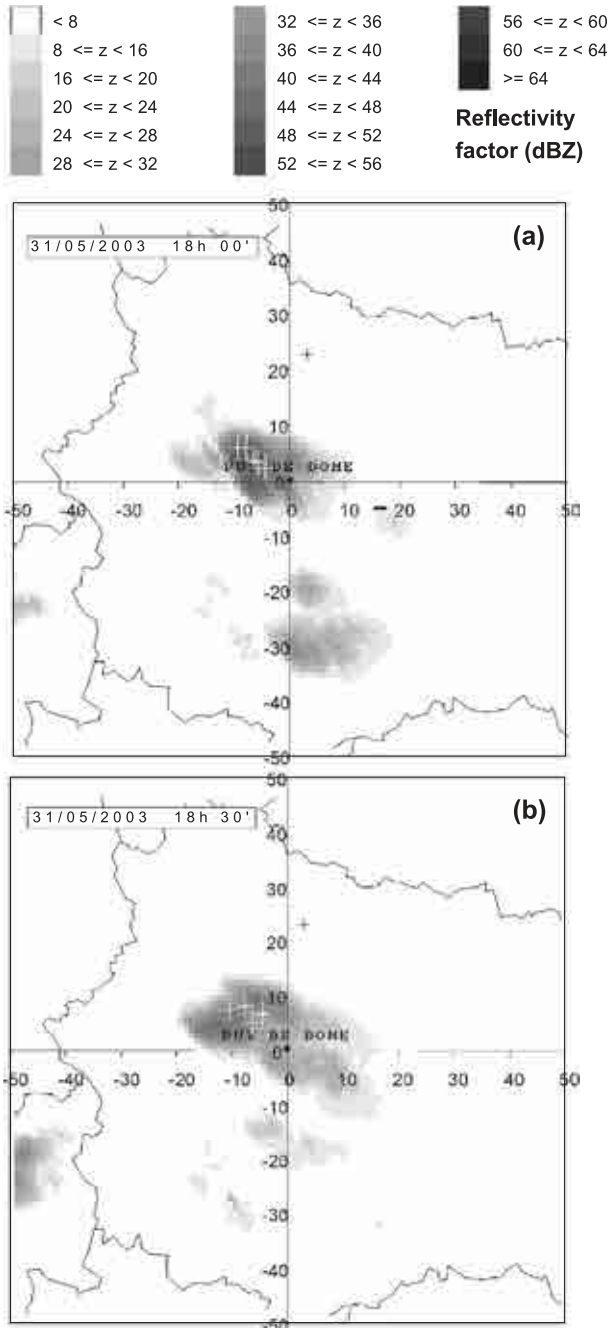 < 8
8 <= z < 16
16 <= z < 20
20 <= z < 24
24 <= z < 28
28 <= z < 32
32 <= z < 36
36 <= z < 40
40 <= z < 44
44 <= z < 48
48 <= z < 52
52 <= z < 56
56 <= z < 60
60 <= z < 64
>= 64
Reflectivity
factor (dBZ)
50
(a)
31/05/2003 18h 00'
40
30
20
10
DE DOME
0
-50 -40 -30 -20 -10 0 10 20 30 40 50
-10
-20
-30
-40
-50
50
(b)
31/05/2003 18h 30'
40
30
20
10
PUY DE DOME
0
-50 -40 -30 -20 -10 0 10 20 30 40 50
-10
-20
-30
-40
-50